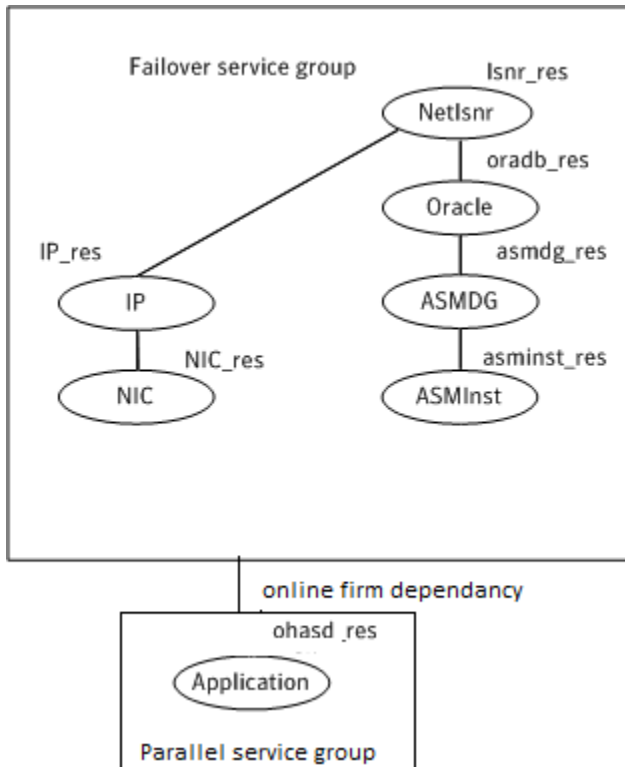 Failover service group
lsnr_res
Netlsnr
oradb_res
Oracle
asmdg_res
IP_res
IP
ASMDG
NIC_res
asminst_res
NIC
ASMInst
online firm dependancy
ohasd_res
Application
Parallel service group